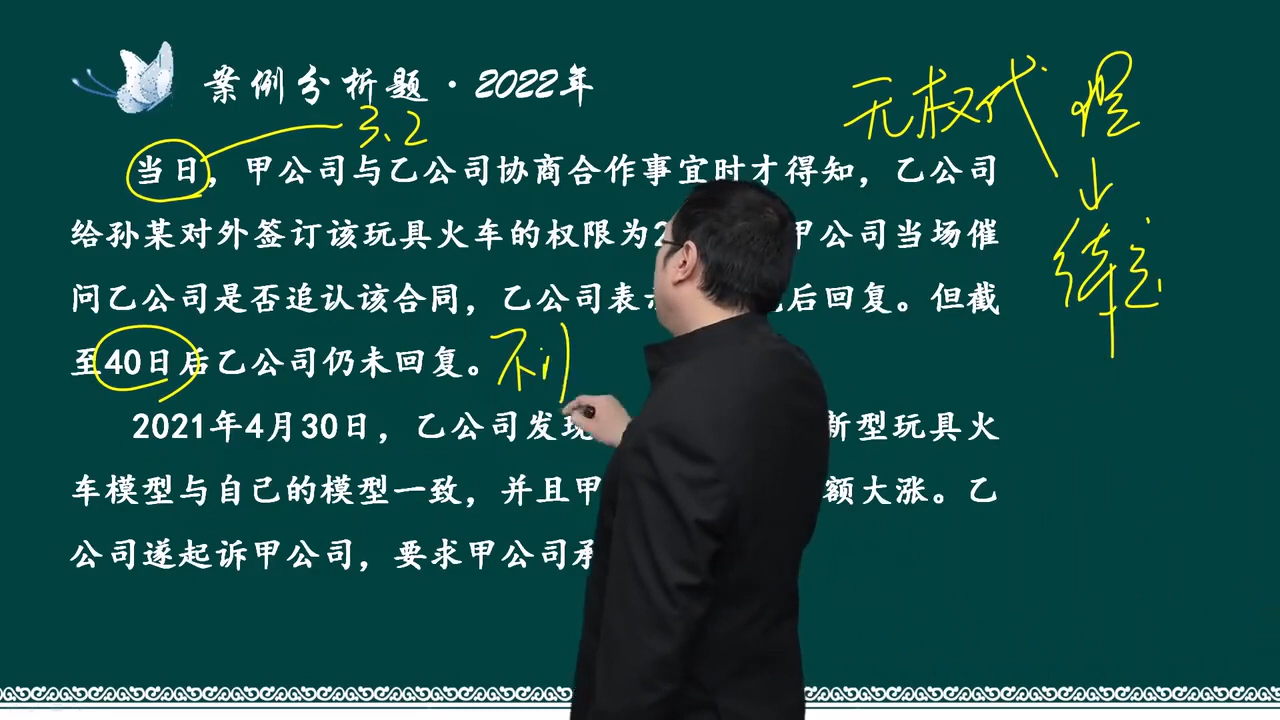 案例分析题·2022年
无权代理
3、2
当日，甲公司与乙公司协商合作事宜时才得知，乙公司
给孙某对外签订该玩具火车的权限为2 甲公司当场催
问乙公司是否追认该合同，乙公司表 后回复。但截
至40日后乙公司仍未回复。
2021年4月30日，乙公司发现 新型玩具火
车模型与自己的模型一致，并且甲 额大涨。乙
公司遂起诉甲公司，要求甲公司承